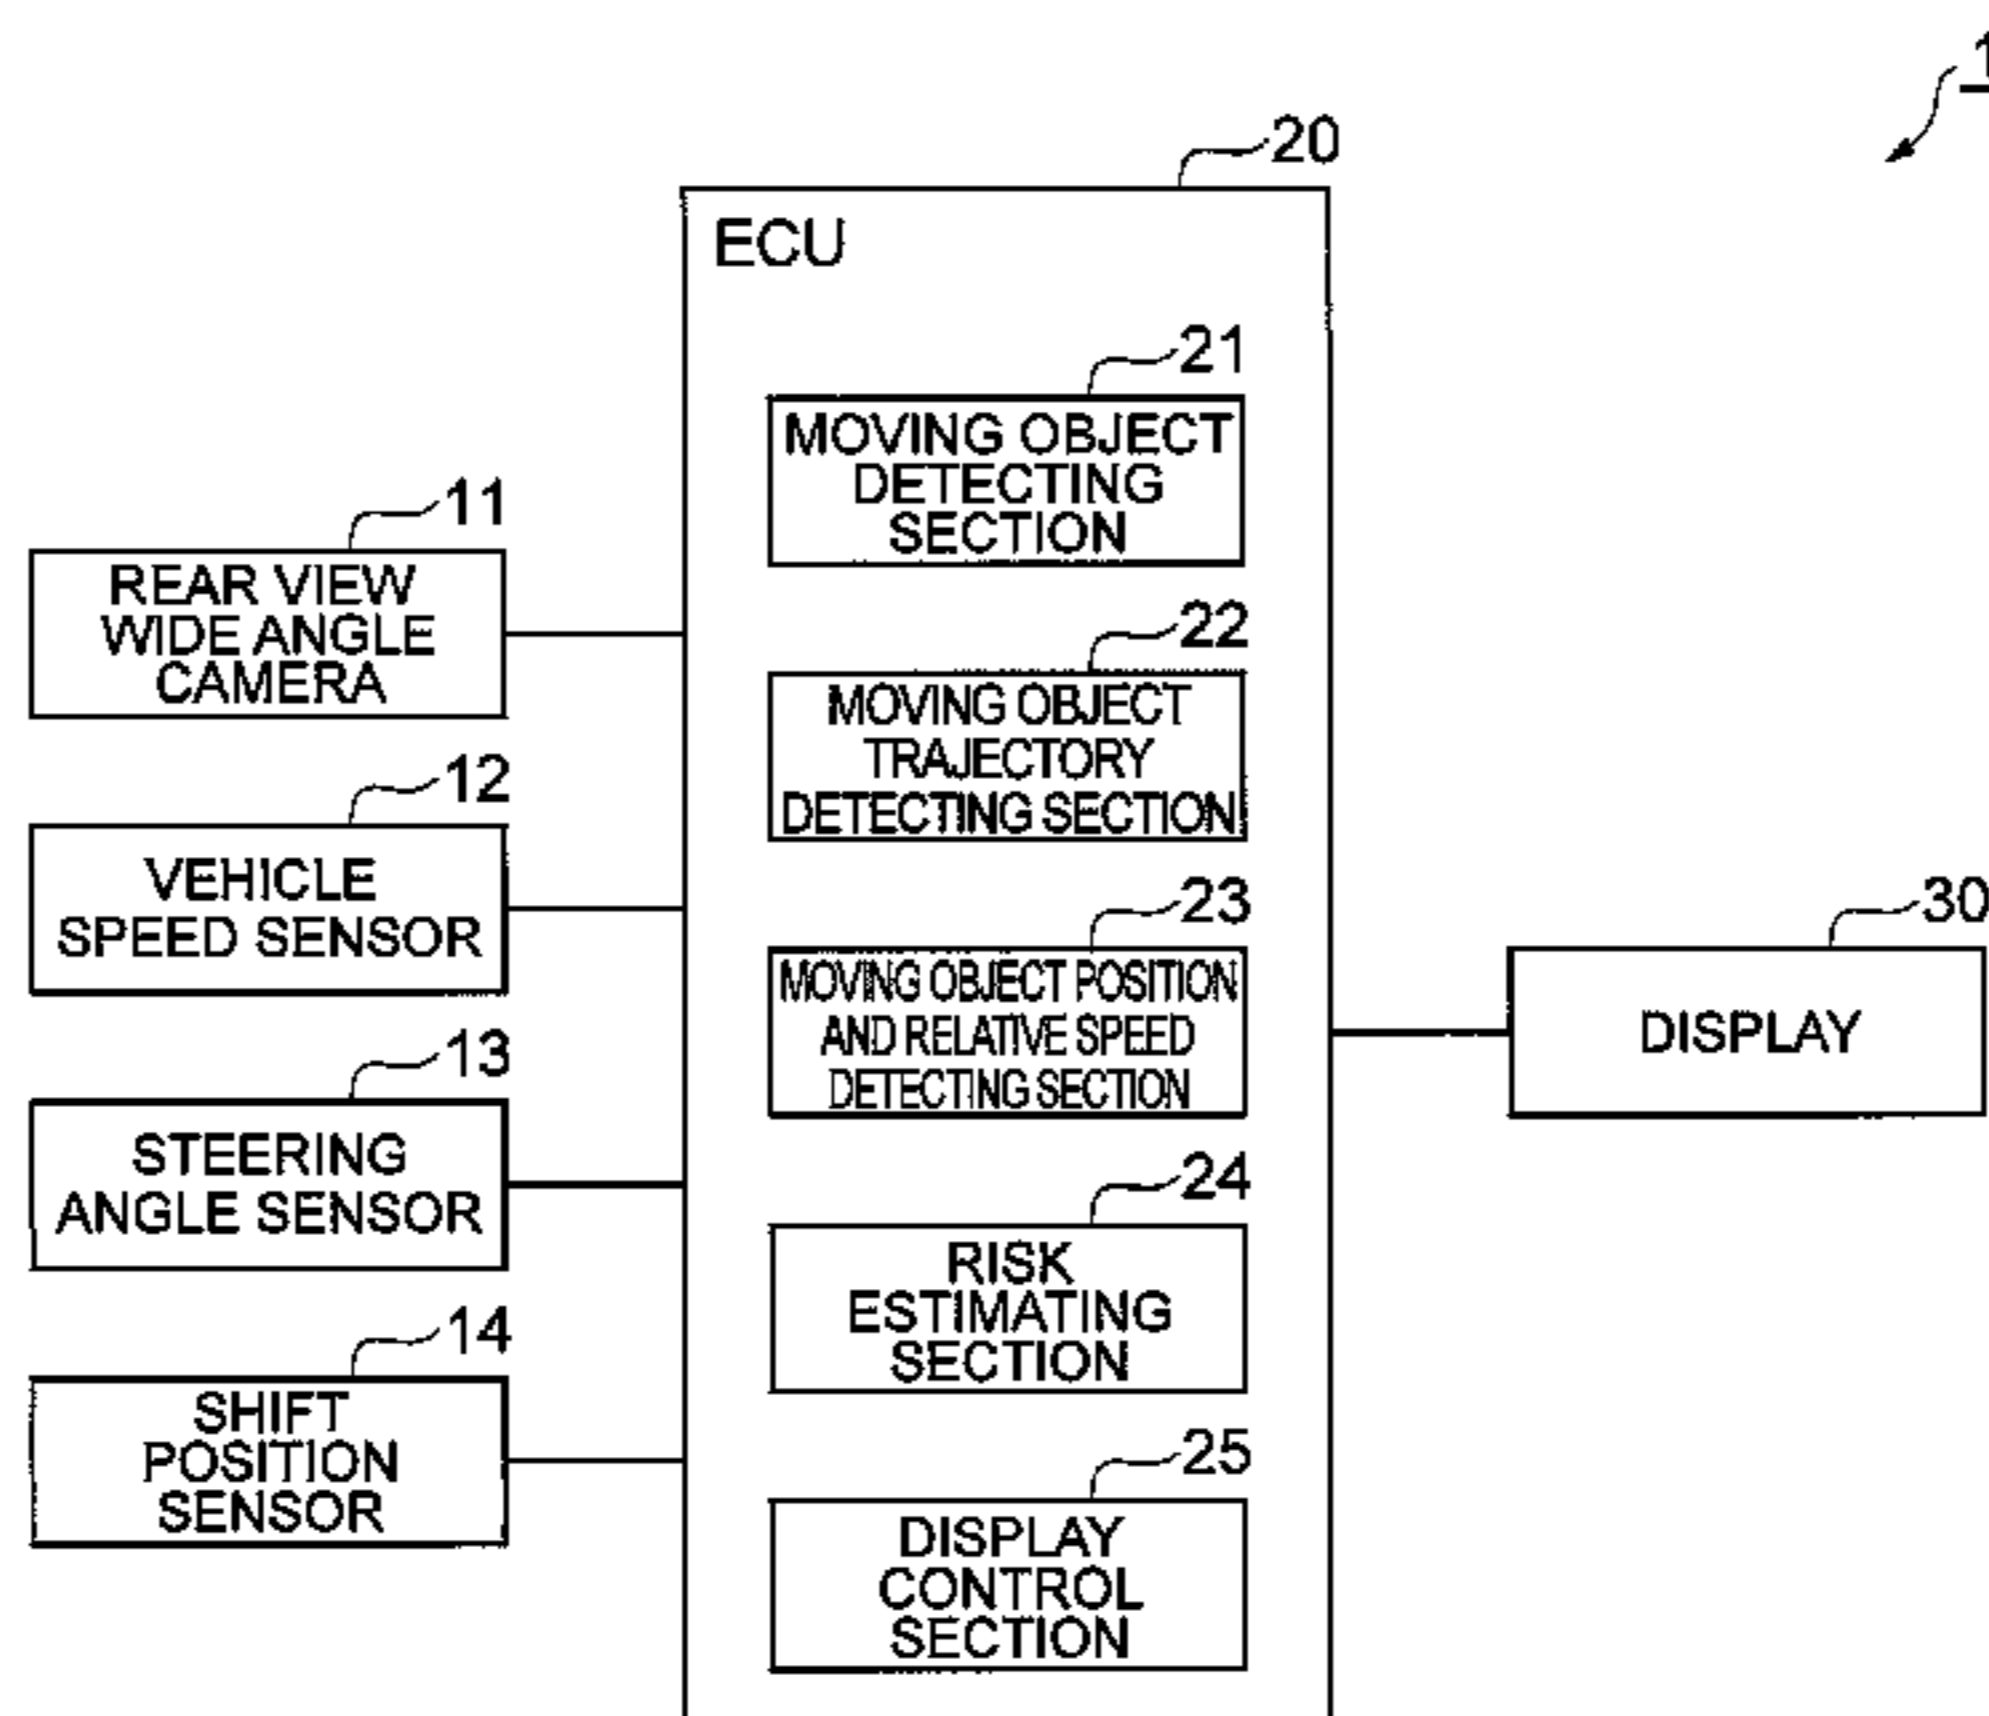 1
20
ECU
21
MOVING OBJECT
DETECTING
SECTION
11
REAR VIEW
WIDE ANGLE
CAMERA
22
MOVING OBJECT
TRAJECTORY
DETECTING SECTION
12
VEHICLE
SPEED SENSOR
23
MOVING OBJECT POSITION
AND RELATIVE SPEED
DETECTING SECTION
30
DISPLAY
13
STEERING
ANGLE SENSOR
24
RISK
ESTIMATING
SECTION
14
SHIFT
POSITION
SENSOR
25
DISPLAY
CONTROL
SECTION